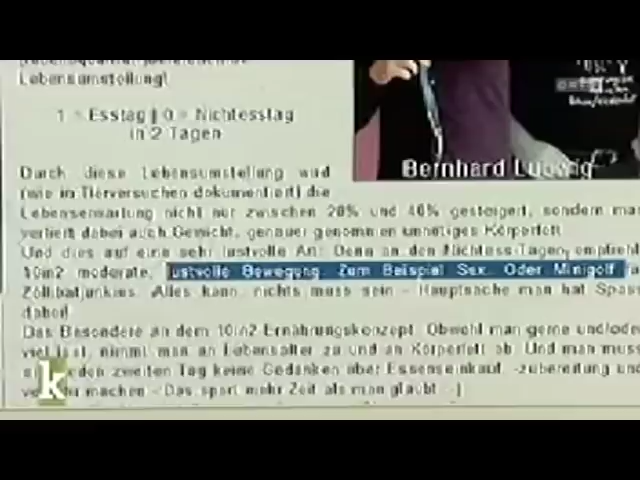 Lebensumstellung!
1 = Esstag | 0 = Nichtesstag
in 2 Tagen
Bernhard Ludwig
Durch diese Lebensumstellung wird
(wie in Tierversuchen dokumentiert) die
Lebenserwartung nicht nur zwischen 20% und 40% gesteigert, sondern man
verliert dabei auch Gewicht, genauer genommen unnötiges Körperfett.
Und dies auf eine sehr lustvolle Art: Denn an den Nichtess-Tagen empfiehlt
10in2 moderate, lustvolle Bewegung. Zum Beispiel Sex. Oder Minigolf
Zölibatjunkies. Alles kann, nichts muss sein - Hauptsache man hat Spass
dabei!
Das Besondere an dem 10in2 Ernährungskonzept: Obwohl man gerne und/oder
viel isst, nimmt man an Lebensalter zu und an Körperfett ab. Und man muss
den zweiten Tag keine Gedanken über Essenseinkauf, -zubereitung und
machen - Das spart mehr Zeit als man glaubt :-)
k